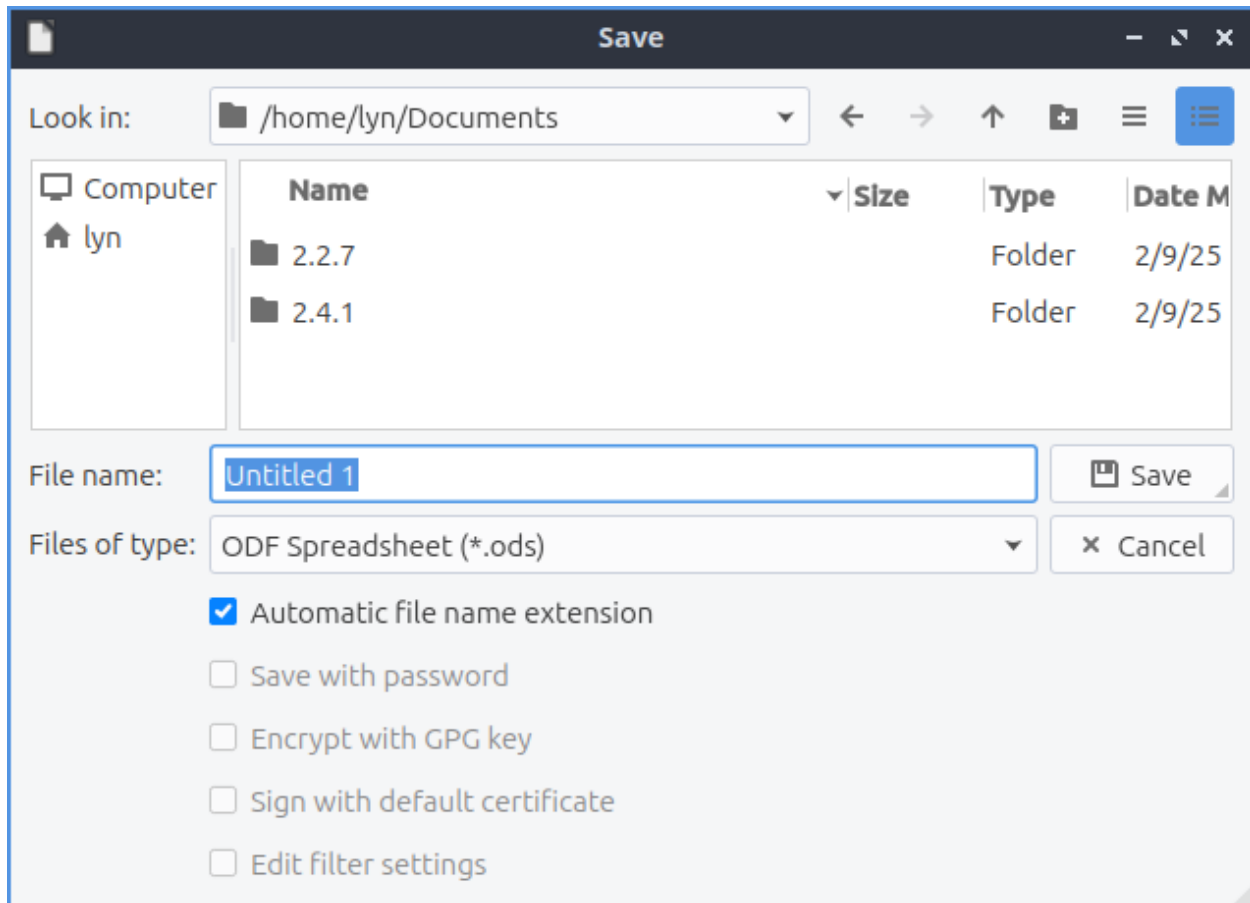 Save
Look in: /home/lyn/Documents
Computer
lyn
Name Size Type Date M
2.2.7 Folder 2/9/25
2.4.1 Folder 2/9/25
File name: Untitled 1 Save
Files of type: ODF Spreadsheet (*.ods) Cancel
Automatic file name extension
Save with password
Encrypt with GPG key
Sign with default certificate
Edit filter settings